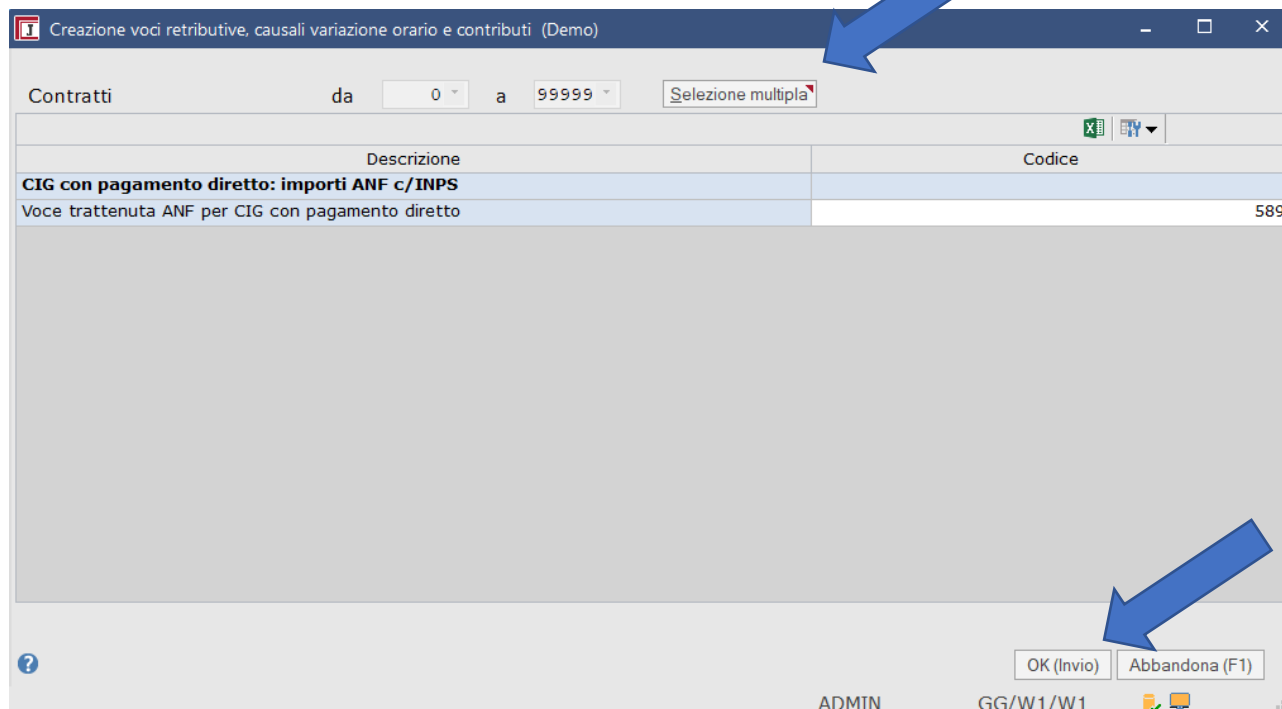 Creazione voci retributive, causali variazione orario e contributi (Demo)
Contratti da 0 a 99999 Selezione multipla
Descrizione Codice
CIG con pagamento diretto: importi ANF c/INPS
Voce trattenuta ANF per CIG con pagamento diretto 589
OK (Invio) Abbandona (F1)
ADMIN GG/W1/W1